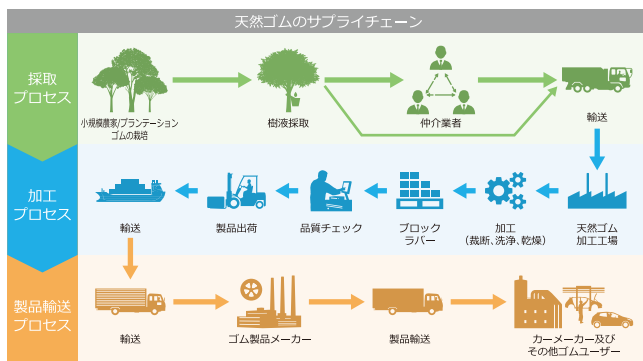 天然ゴムのサプライチェーン
採取
プロセス
小規模農家/プランテーション
ゴムの栽培
樹液採取
仲介業者
輸送
加工
プロセス
輸送
製品出荷
品質チェック
ブロック
ラバー
加工
(裁断、洗浄、乾燥)
天然ゴム
加工工場
製品輸送
プロセス
輸送
ゴム製品メーカー
製品輸送
カーメーカー及び
その他ゴムユーザー